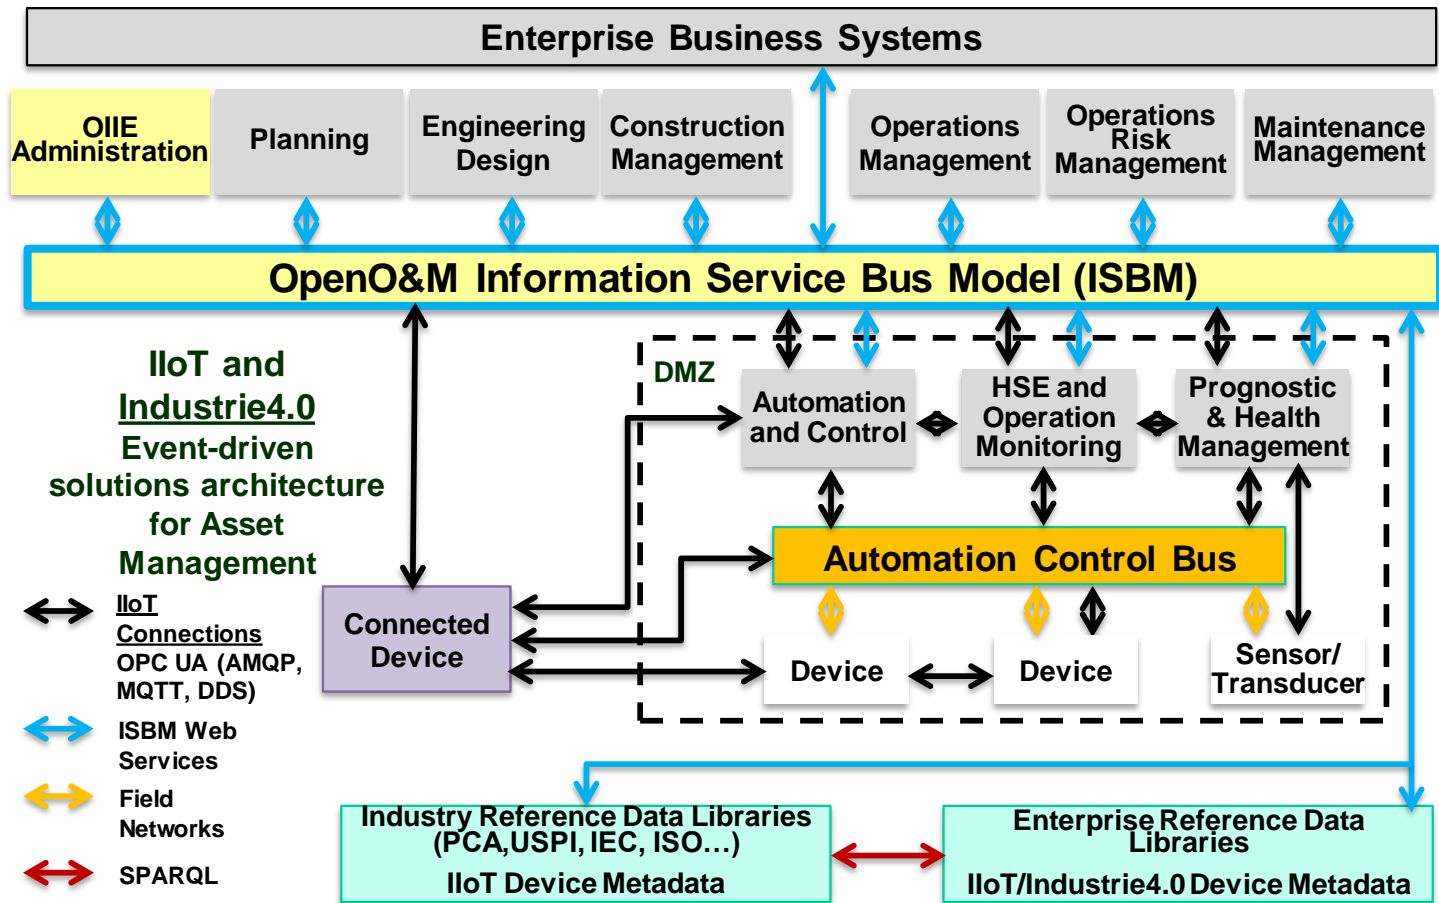 Enterprise Business Systems
OIIE
Administration
Planning
Engineering
Design
Construction
Management
Operations
Management
Operations
Risk
Management
Maintenance
Management
OpenO&M Information Service Bus Model (ISBM)
IIoT and
Industrie4.0
Event-driven
solutions architecture
for Asset
Management
DMZ
Automation
and Control
HSE and
Operation
Monitoring
Prognostic
& Health
Management
Automation Control Bus
Connected
Device
Device
Device
Sensor/
Transducer
IIoT
Connections
OPC UA (AMQP,
MQTT, DDS)
ISBM Web
Services
Field
Networks
SPARQL
Industry Reference Data Libraries
(PCA,USPI, IEC, ISO…)
IIoT Device Metadata
Enterprise Reference Data
Libraries
IIoT/Industrie4.0 Device Metadata